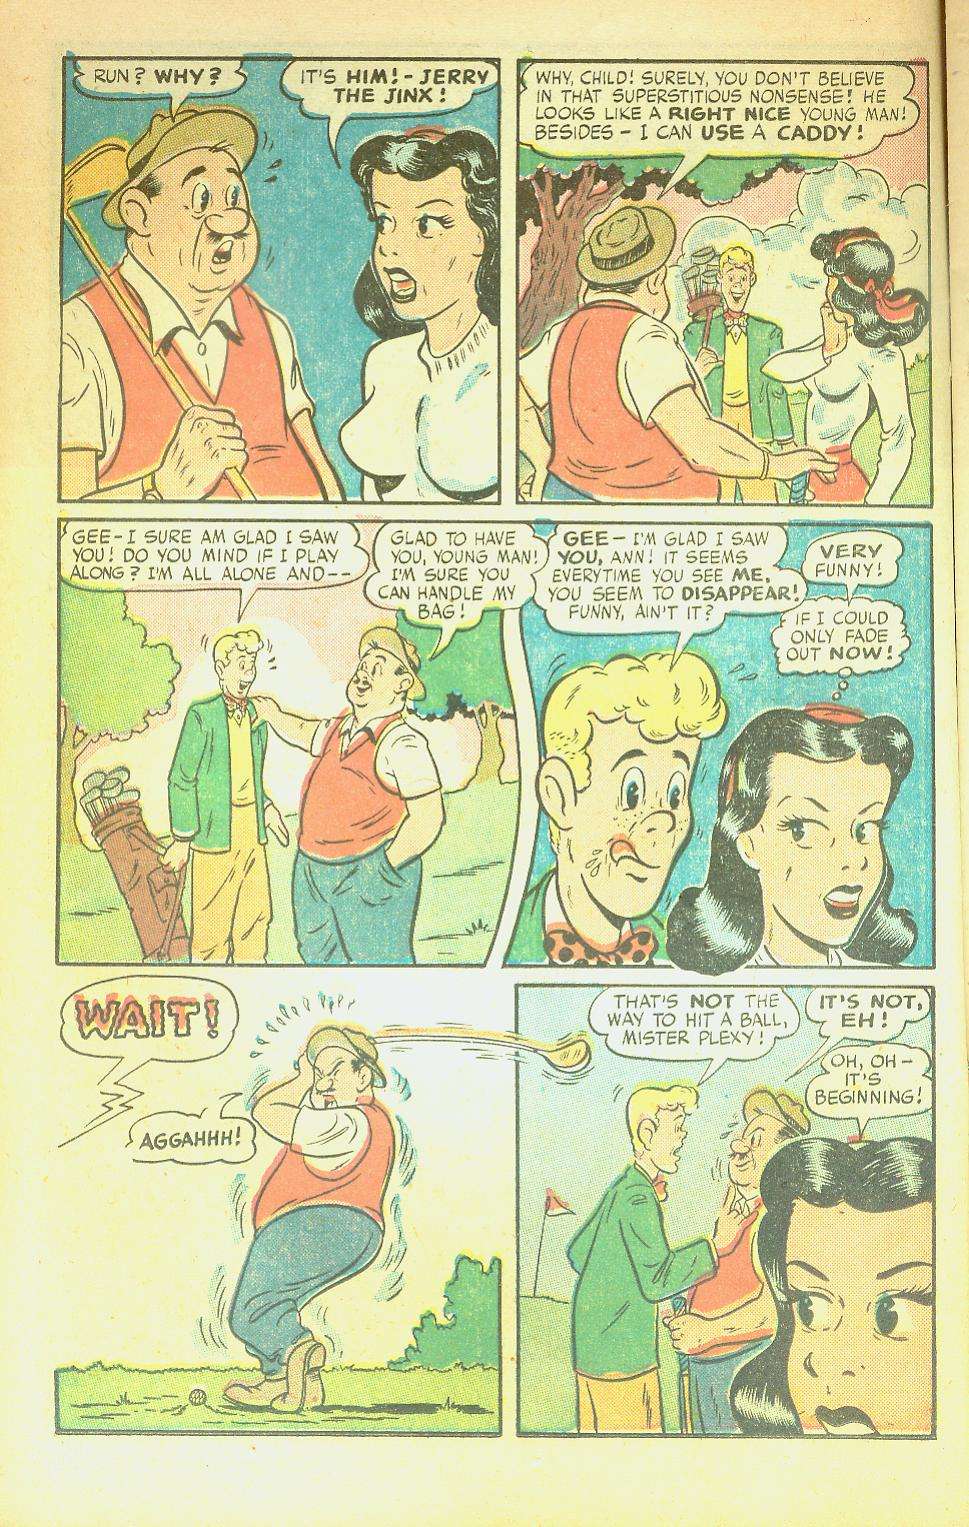 RUN? WHY?
IT'S HIM! - JERRY
THE JINX!
WHY, CHILD! SURELY, YOU DON'T BELIEVE
IN THAT SUPERSTITIOUS NONSENSE! HE
LOOKS LIKE A RIGHT NICE YOUNG MAN!
BESIDES - I CAN USE A CADDY!
GEE - I SURE AM GLAD I SAW
YOU! DO YOU MIND IF I PLAY
ALONG? I'M ALL ALONE AND--
GLAD TO HAVE
YOU, YOUNG MAN!
I'M SURE YOU
CAN HANDLE MY
BAG!
GEE - I'M GLAD I SAW
YOU, ANN! IT SEEMS
EVERYTIME YOU SEE ME,
YOU SEEM TO DISAPPEAR!
FUNNY, AIN'T IT?
VERY
FUNNY!
IF I COULD
ONLY FADE
OUT NOW!
WAIT!
AGGAHHH!
THAT'S NOT THE
WAY TO HIT A BALL,
MISTER PLEXY!
IT'S NOT,
EH!
OH, OH -
IT'S
BEGINNING!